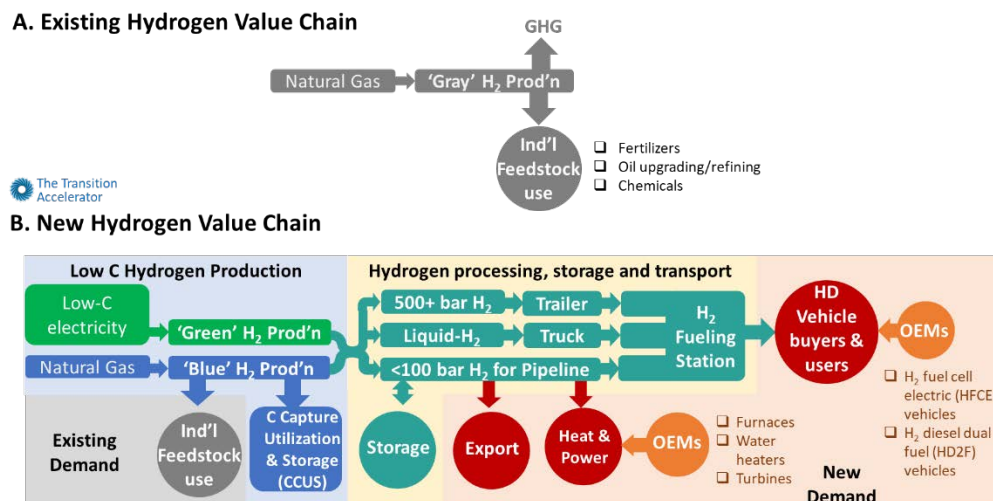 A. Existing Hydrogen Value Chain
GHG
Natural Gas
‘Gray’ H₂ Prod’n
Ind’l
Feedstock
use
❑ Fertilizers
❑ Oil upgrading/refining
❑ Chemicals
The Transition
Accelerator
B. New Hydrogen Value Chain
Low C Hydrogen Production
Low-C
electricity
‘Green’ H₂ Prod’n
Natural Gas
‘Blue’ H₂ Prod’n
Existing
Demand
Ind’l
Feedstock
use
C Capture
Utilization
& Storage
(CCUS)
Hydrogen processing, storage and transport
500+ bar H₂
Trailer
Liquid-H₂
Truck
<100 bar H₂ for Pipeline
H₂
Fueling
Station
Storage
Export
Heat &
Power
OEMs
❑ Furnaces
❑ Water
heaters
❑ Turbines
HD
Vehicle
buyers &
users
OEMs
❑ H₂ fuel cell
electric (HFCE)
vehicles
❑ H₂ diesel dual
fuel (HD2F)
vehicles
New
Demand